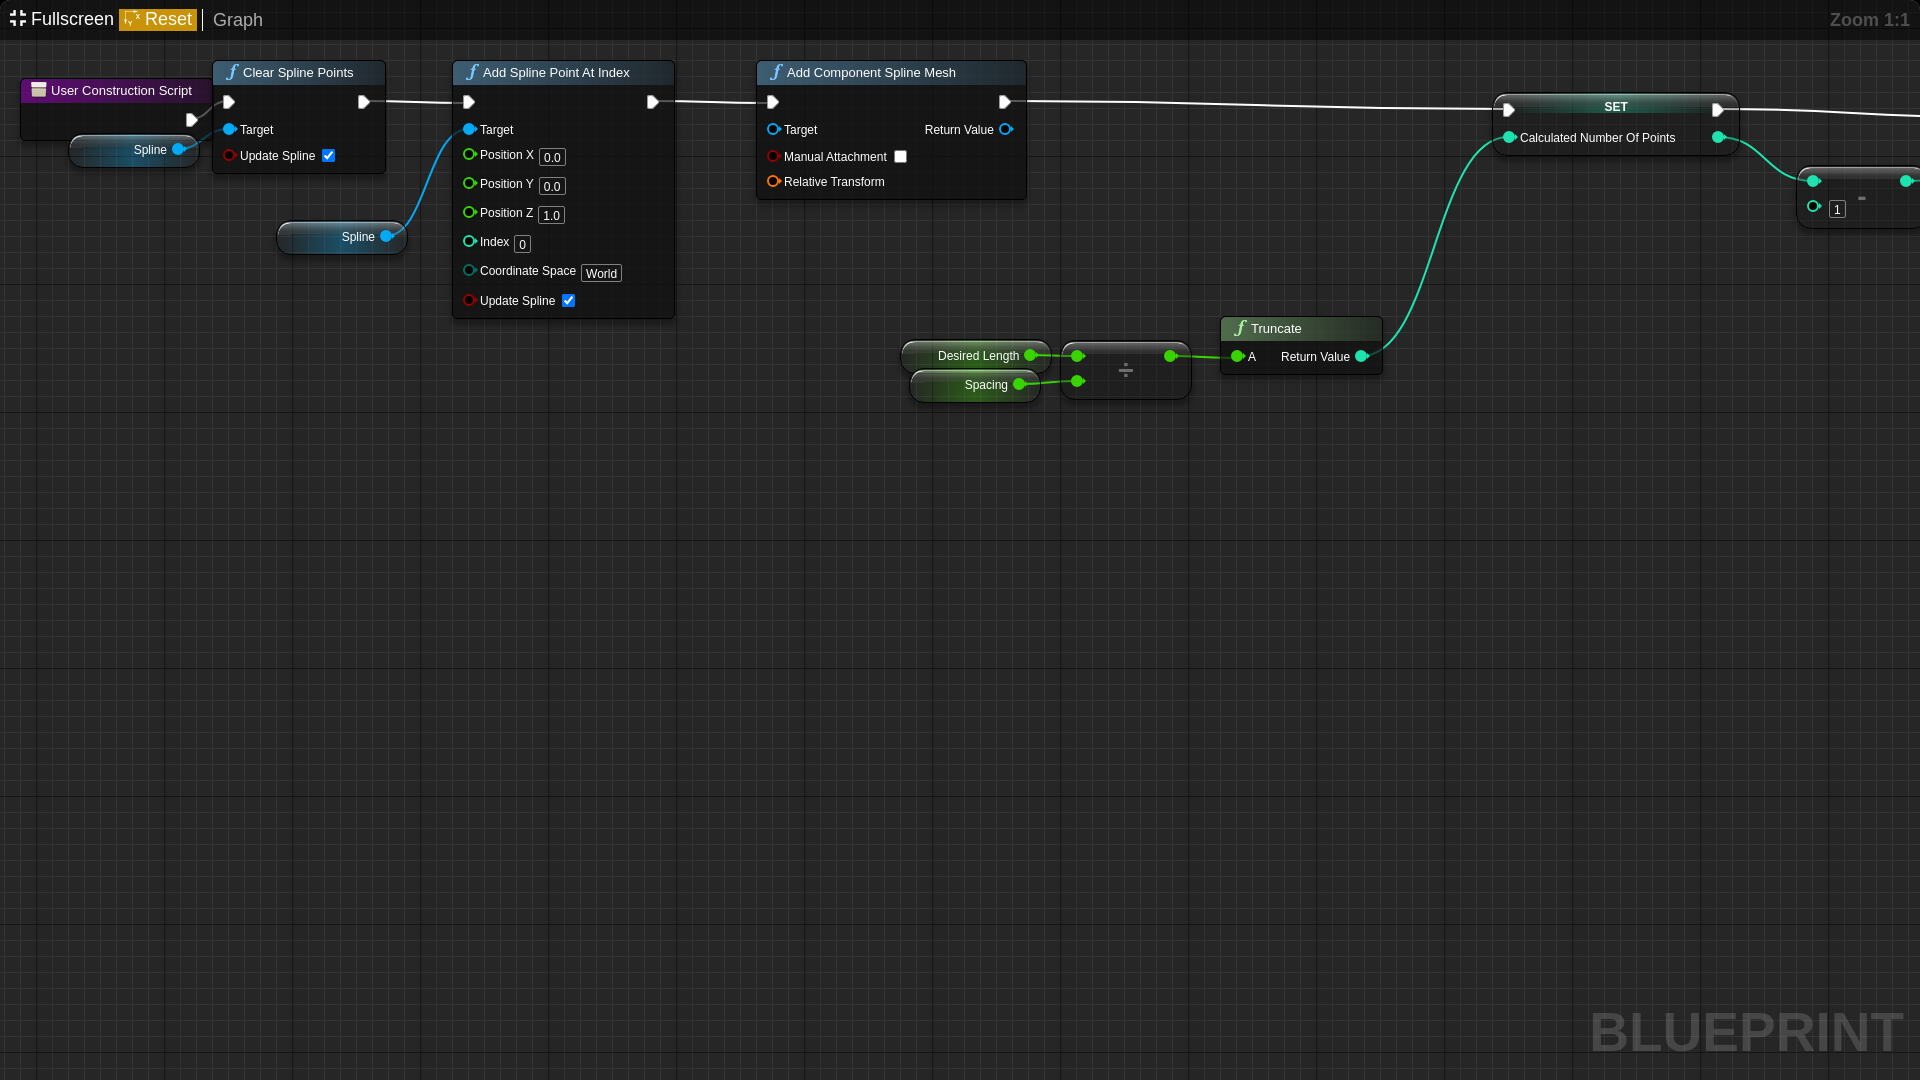 Fullscreen Reset Graph Zoom 1:1
User Construction Script
Spline
Clear Spline Points
Target
Update Spline
Spline
Add Spline Point At Index
Target
Position X 0.0
Position Y 0.0
Position Z 1.0
Index 0
Coordinate Space World
Update Spline
Add Component Spline Mesh
Target Return Value
Manual Attachment
Relative Transform
Desired Length
Spacing
÷
Truncate
A Return Value
SET
Calculated Number Of Points
-
1
BLUEPRINT